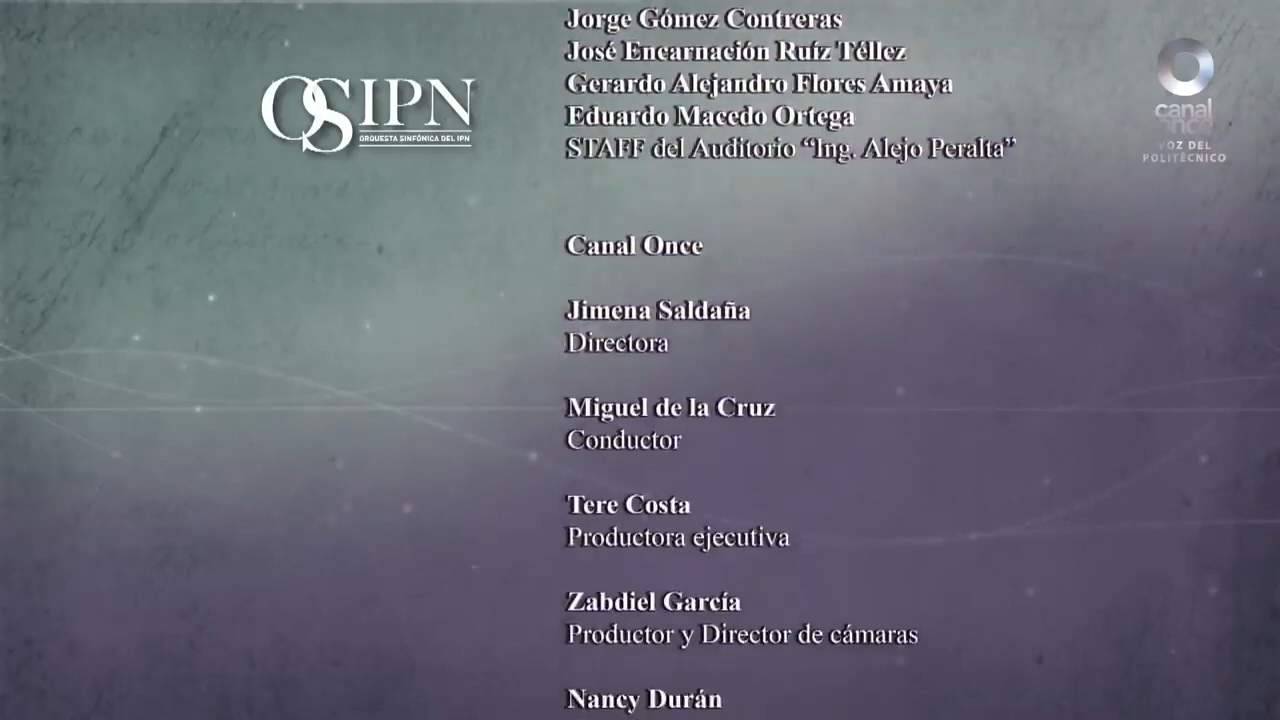 Jorge Gómez Contreras
José Encarnación Ruíz Téllez
Gerardo Alejandro Flores Amaya
Eduardo Macedo Ortega
STAFF del Auditorio “Ing. Alejo Peralta”
OSIPN
ORQUESTA SINFÓNICA DEL IPN
canal
once
VOZ DEL
POLITÉCNICO
Canal Once
Jimena Saldaña
Directora
Miguel de la Cruz
Conductor
Tere Costa
Productora ejecutiva
Zabdiel García
Productor y Director de cámaras
Nancy Durán